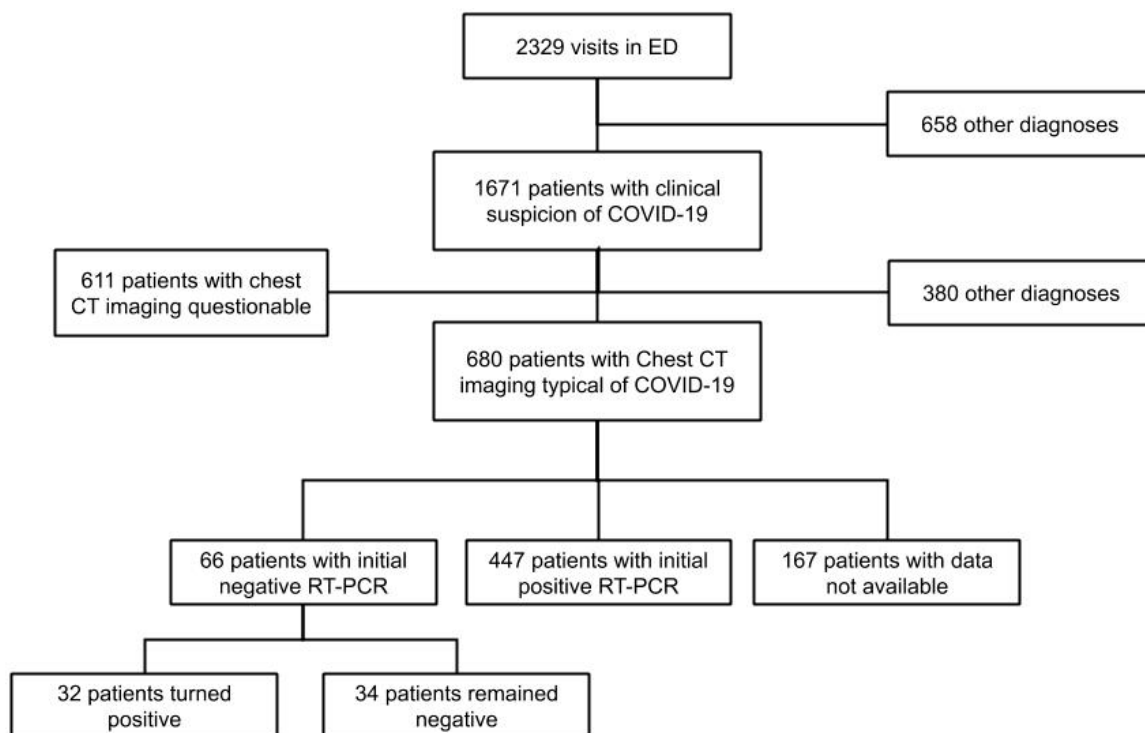 2329 visits in ED
658 other diagnoses
1671 patients with clinical
suspicion of COVID-19
611 patients with chest
CT imaging questionable
380 other diagnoses
680 patients with Chest CT
imaging typical of COVID-19
66 patients with initial
negative RT-PCR
447 patients with initial
positive RT-PCR
167 patients with data
not available
32 patients turned
positive
34 patients remained
negative